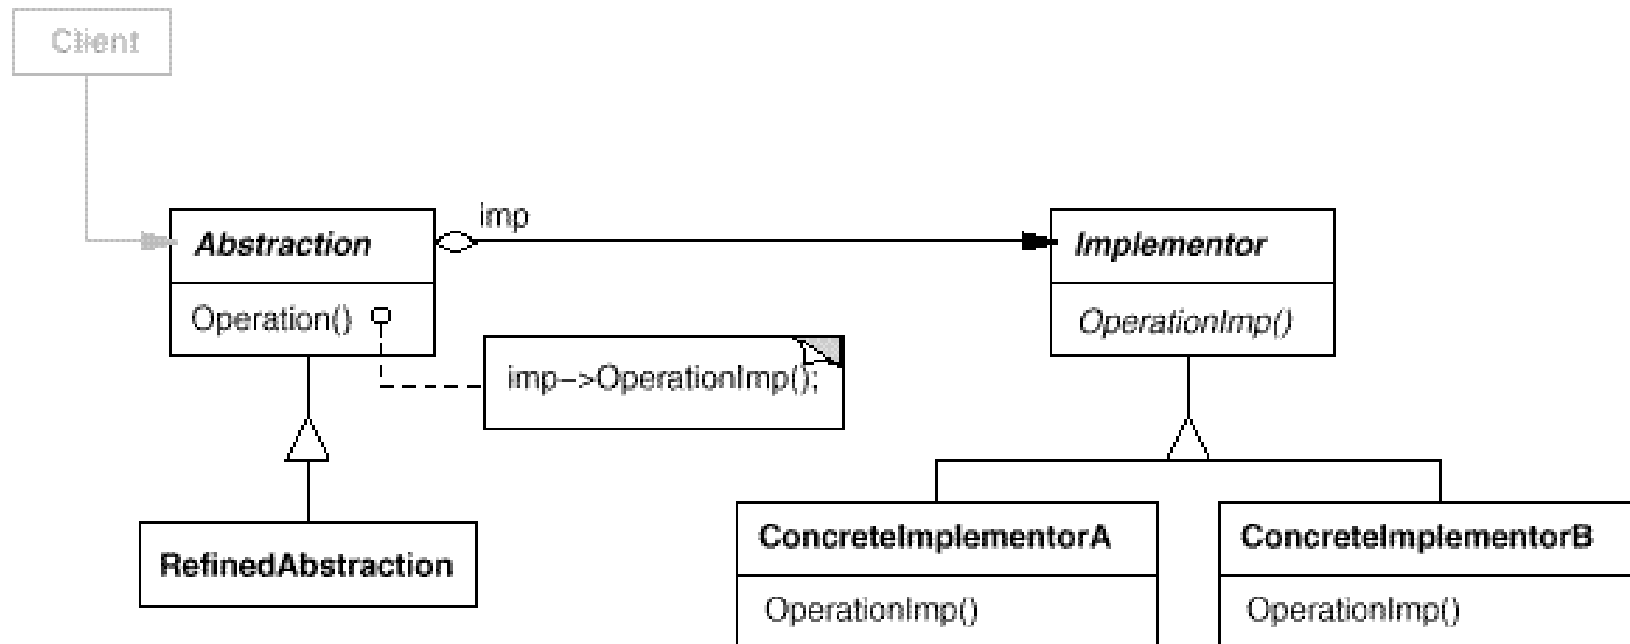 Client
imp
Abstraction
Implementor
Operation()
OperationImp()
imp->OperationImp();
RefinedAbstraction
ConcreteImplementorA
ConcreteImplementorB
OperationImp()
OperationImp()